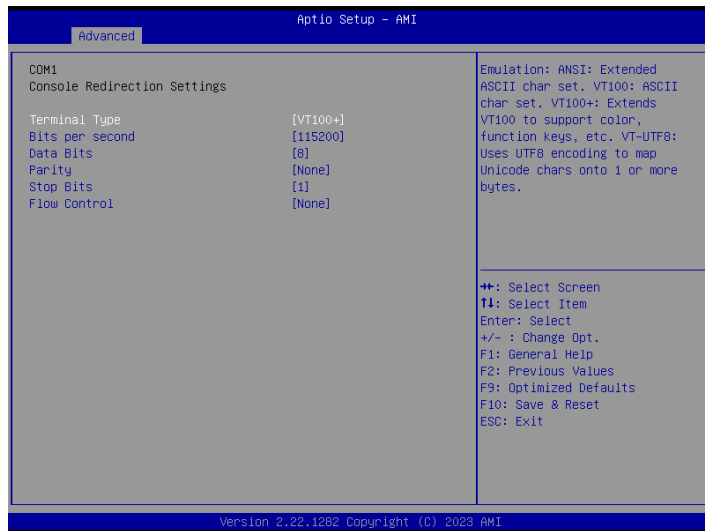 Aptio Setup – AMI
Advanced
COM1
Console Redirection Settings
Terminal Type [VT100+]
Bits per second [115200]
Data Bits [8]
Parity [None]
Stop Bits [1]
Flow Control [None]
Emulation: ANSI: Extended
ASCII char set. VT100: ASCII
char set. VT100+: Extends
VT100 to support color,
function keys, etc. VT-UTF8:
Uses UTF8 encoding to map
Unicode chars onto 1 or more
bytes.
→←: Select Screen
↑↓: Select Item
Enter: Select
+/- : Change Opt.
F1: General Help
F2: Previous Values
F9: Optimized Defaults
F10: Save & Reset
ESC: Exit
Version 2.22.1282 Copyright (C) 2023 AMI